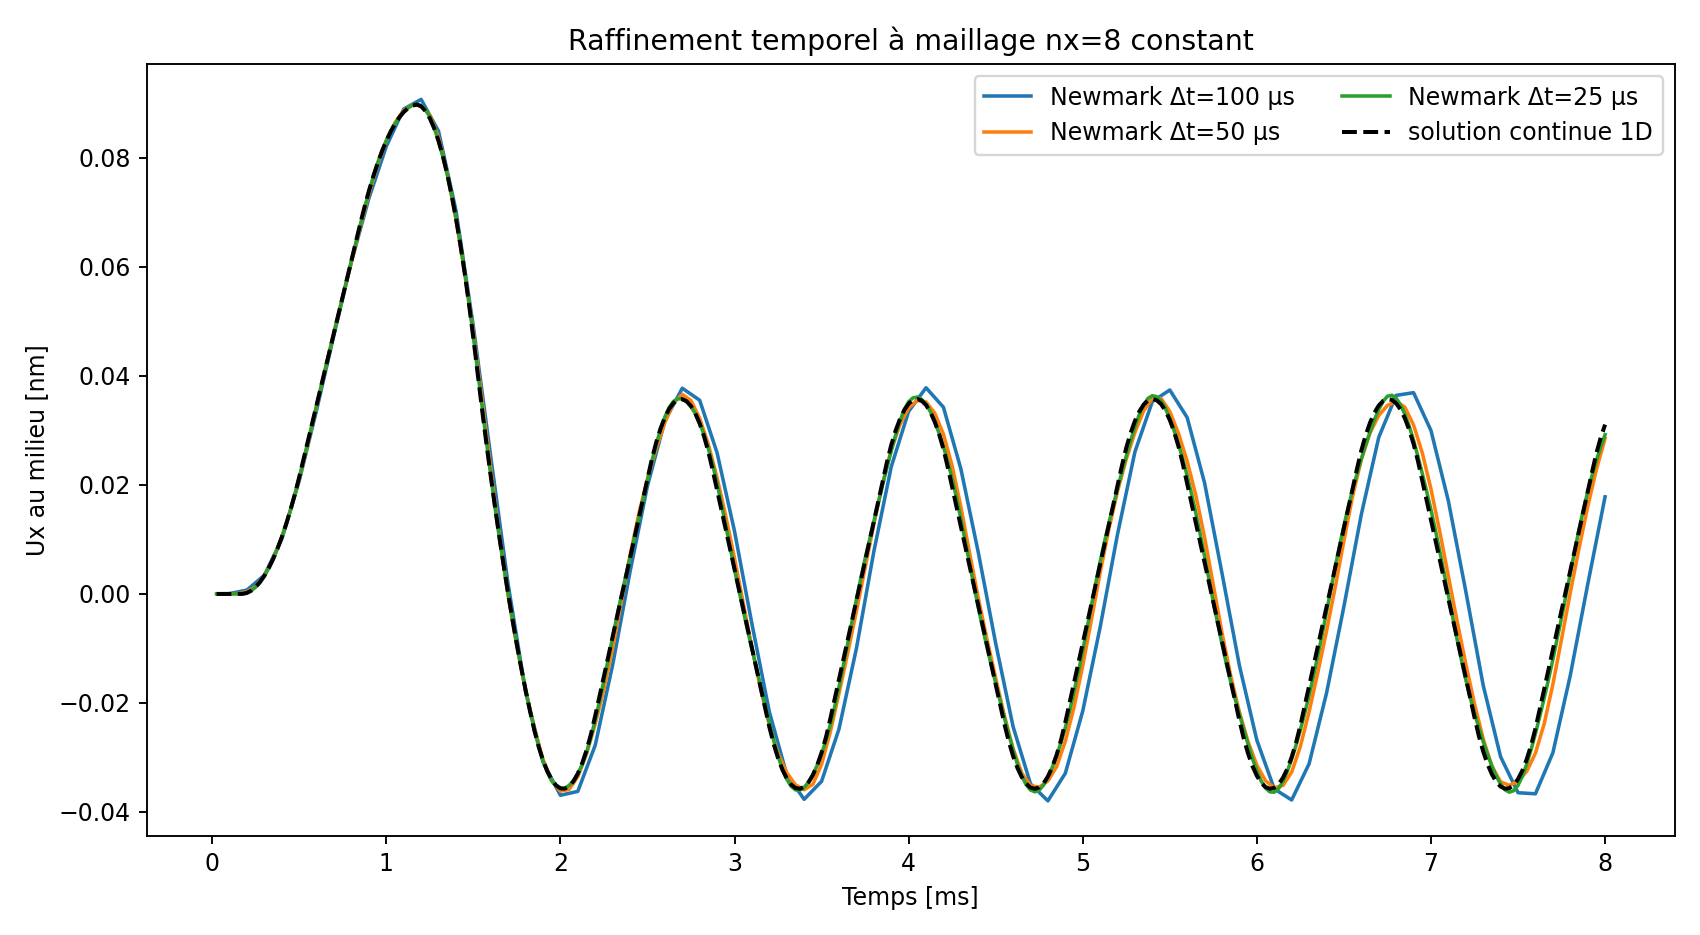 Raffinement temporel à maillage nx=8 constant
Newmark Δt=100 µs
Newmark Δt=50 µs
Newmark Δt=25 µs
solution continue 1D
Ux au milieu [nm]
0.08
0.06
0.04
0.02
0.00
−0.02
−0.04
0 1 2 3 4 5 6 7 8
Temps [ms]